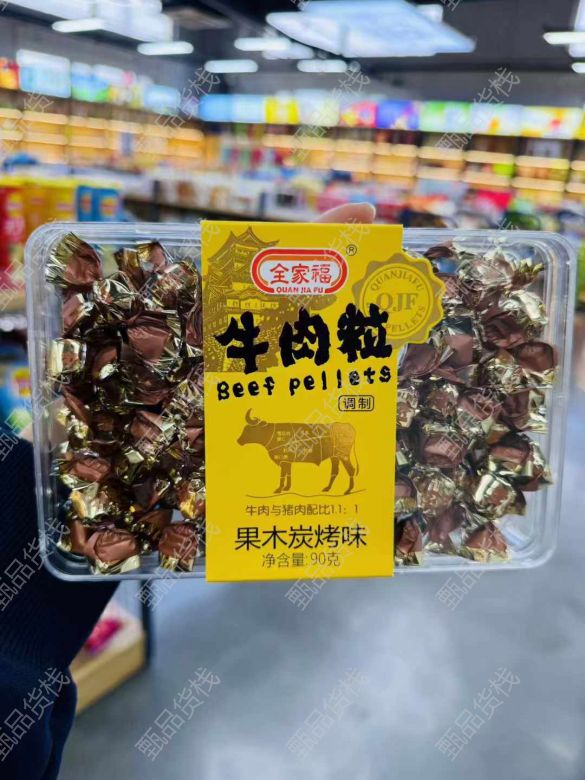 全家福®
QUAN JIA FU
QUANJIAFU
QJF
PELLETS
牛肉粒
Beef pellets
调制
牛肉与猪肉配比1.1：1
果木炭烤味
净含量:90克
甄品货栈